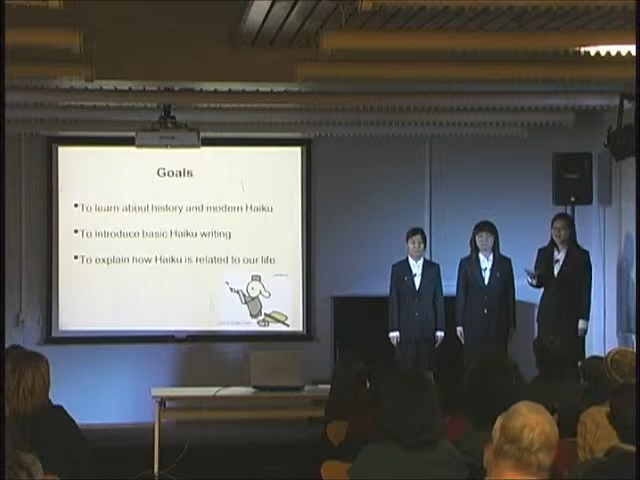 Goals
•To learn about history and modern Haiku
•To introduce basic Haiku writing
•To explain how Haiku is related to our life